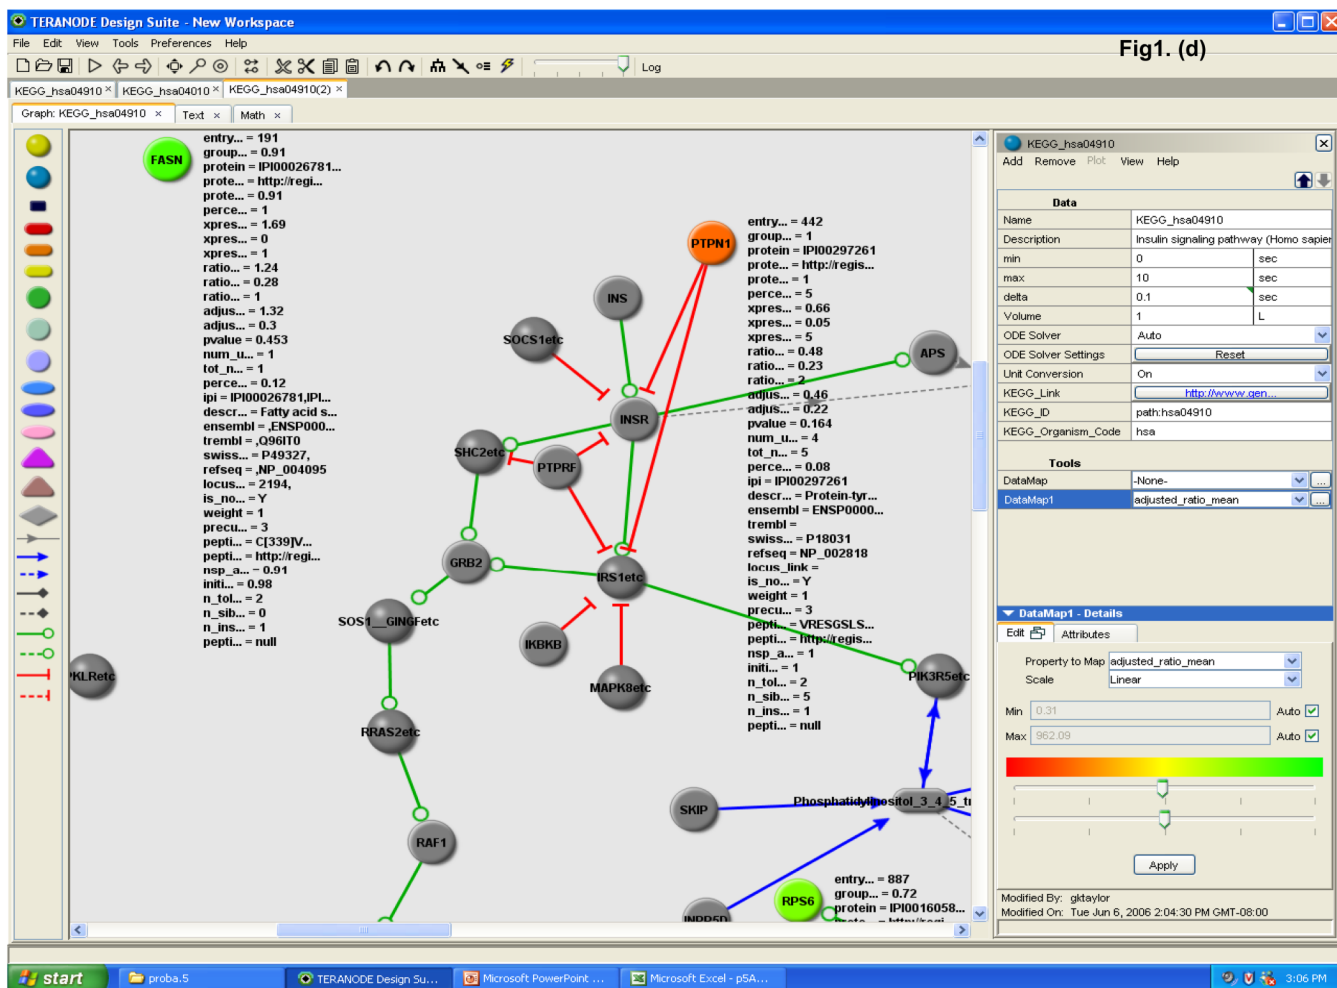 TERANODE Design Suite - New Workspace
File Edit View Tools Preferences Help
Fig1. (d)
Log
KEGG_hsa04910 × KEGG_hsa04010 × KEGG_hsa04910(2) ×
Graph: KEGG_hsa04910 × Text × Math ×
FASN
entry... = 191
group... = 0.91
protein = IPI00026781...
prote... = http://regi...
prote... = 0.91
perce... = 1
xpres... = 1.69
xpres... = 0
xpres... = 1
ratio... = 1.24
ratio... = 0.28
ratio... = 1
adjus... = 1.32
adjus... = 0.3
pvalue = 0.453
num_u... = 1
tot_n... = 1
perce... = 0.12
ipi = IPI00026781,IPI...
descr... = Fatty acid s...
ensembl = ,ENSP000...
trembl = ,Q96IT0
swiss... = P49327,
refseq = ,NP_004095
locus... = 2194,
is_no... = Y
weight = 1
precu... = 3
pepti... = C[339]V...
pepti... = http://regi...
nsp_a... = 0.91
initi... = 0.98
n_tol... = 2
n_sib... = 0
n_ins... = 1
pepti... = null
PTPN1
entry... = 442
group... = 1
protein = IPI00297261
prote... = http://regis...
prote... = 1
perce... = 5
xpres... = 0.66
xpres... = 0.05
xpres... = 5
ratio... = 0.48
ratio... = 0.23
ratio... = 2
adjus... = 0.46
adjus... = 0.22
pvalue = 0.164
num_u... = 4
tot_n... = 5
perce... = 0.08
ipi = IPI00297261
descr... = Protein-tyr...
ensembl = ENSP0000...
trembl =
swiss... = P18031
refseq = NP_002818
locus_link =
is_no... = Y
weight = 1
precu... = 3
pepti... = VRESGSLS...
pepti... = http://regis...
nsp_a... = 1
initi... = 1
n_tol... = 2
n_sib... = 5
n_ins... = 1
pepti... = null
INS
SOCS1etc
APS
INSR
SHC2etc
PTPRF
GRB2
IRS1etc
SOS1__GINGFetc
IKBKB
PKLRetc
MAPK8etc
PIK3R5etc
RRAS2etc
SKIP
Phosphatidylinositol_3_4_5_tr
RAF1
RPS6
INPP5D
entry... = 887
group... = 0.72
protein = IPI0016058...
prote... = http://regi...
KEGG_hsa04910
Add Remove Plot View Help
Data
Name KEGG_hsa04910
Description Insulin signaling pathway (Homo sapier
min 0 sec
max 10 sec
delta 0.1 sec
Volume 1 L
ODE Solver Auto
ODE Solver Settings Reset
Unit Conversion On
KEGG_Link http://www.gen...
KEGG_ID path:hsa04910
KEGG_Organism_Code hsa
Tools
DataMap -None- ...
DataMap1 adjusted_ratio_mean ...
DataMap1 - Details
Edit Attributes
Property to Map adjusted_ratio_mean
Scale Linear
Min 0.31 Auto
Max 962.09 Auto
Apply
Modified By: gktaylor
Modified On: Tue Jun 6, 2006 2:04:30 PM GMT-08:00
start proba.5 TERANODE Design Su... Microsoft PowerPoint ... Microsoft Excel - p5A... 3:06 PM